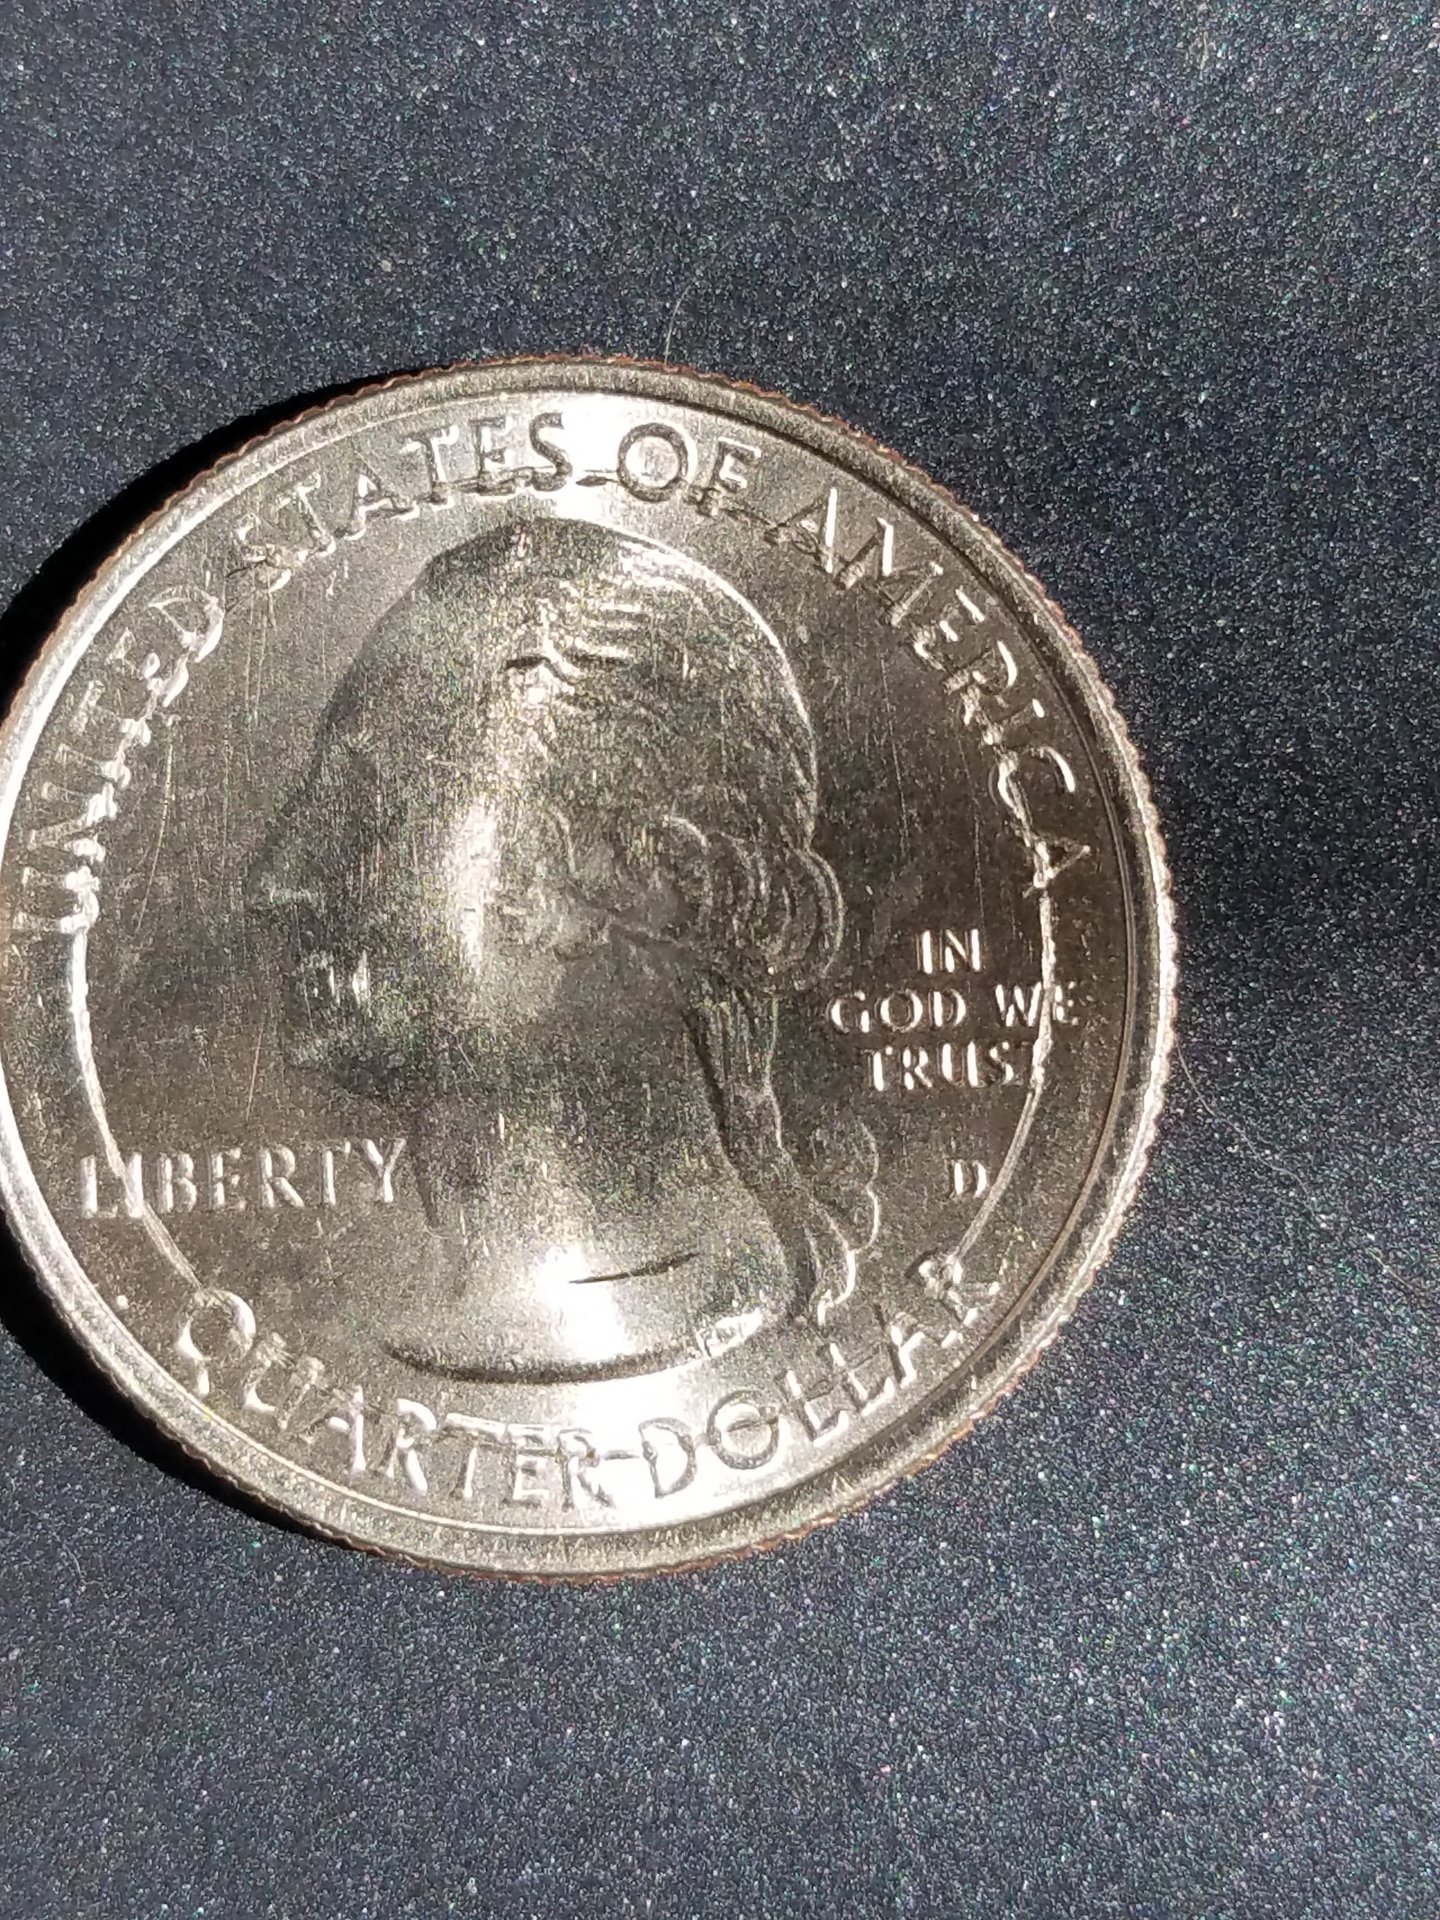 UNITED STATES OF AMERICA
IN
GOD WE
TRUST
LIBERTY
D
QUARTER DOLLAR